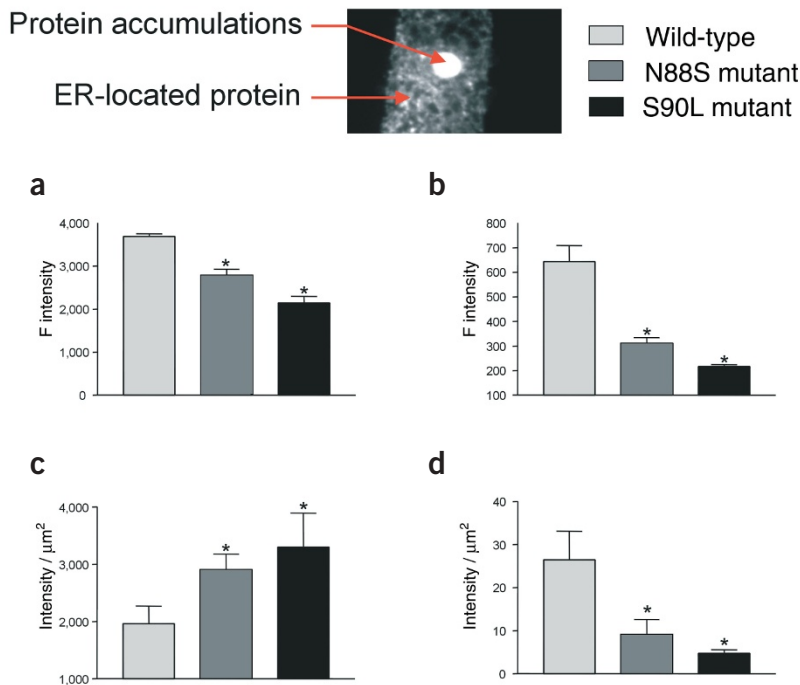 Protein accumulations
ER-located protein
Wild-type
N88S mutant
S90L mutant
a
b
4,000
3,000
2,000
1,000
0
F intensity
*
*
800
700
600
500
400
300
200
100
F intensity
*
*
c
d
4,000
3,000
2,000
1,000
Intensity / μm²
*
*
40
30
20
10
0
Intensity / μm²
*
*